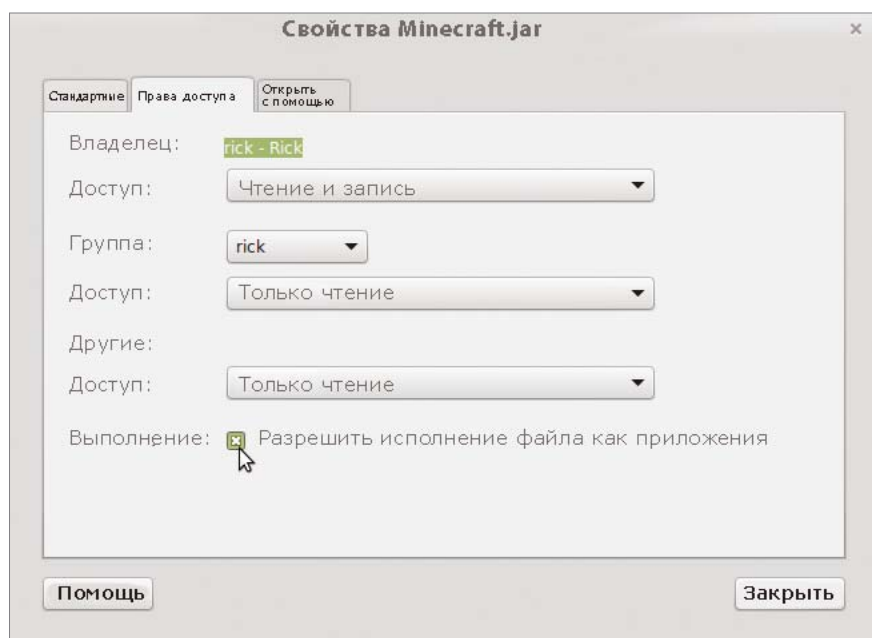 Свойства Minecraft.jar
Стандартные
Права доступа
Открыть
с помощью
Владелец: rick - Rick
Доступ: Чтение и запись
Группа: rick
Доступ: Только чтение
Другие:
Доступ: Только чтение
Выполнение: Разрешить исполнение файла как приложения
Помощь
Закрыть